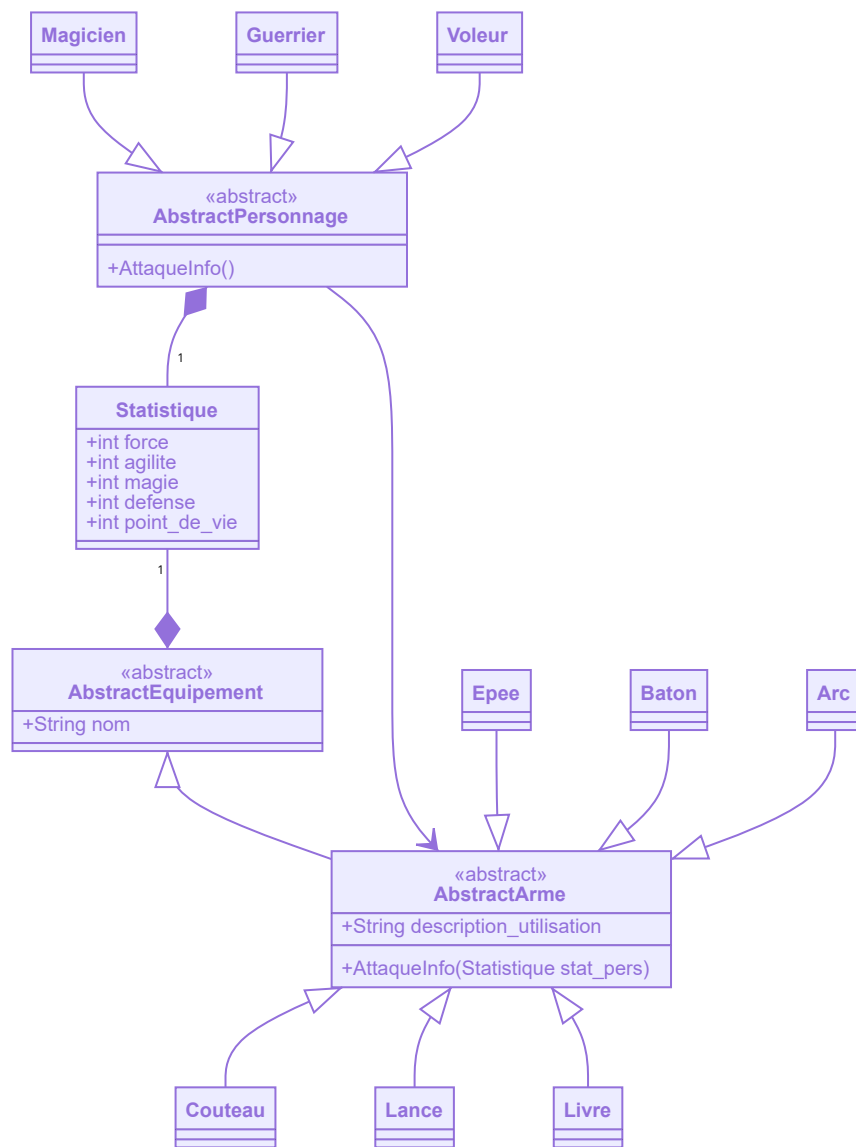 Magicien
Guerrier
Voleur
«abstract»
AbstractPersonnage
+AttaqueInfo()
1
Statistique
+int force
+int agilite
+int magie
+int defense
+int point_de_vie
1
«abstract»
AbstractEquipement
+String nom
Epee
Baton
Arc
«abstract»
AbstractArme
+String description_utilisation
+AttaqueInfo(Statistique stat_pers)
Couteau
Lance
Livre